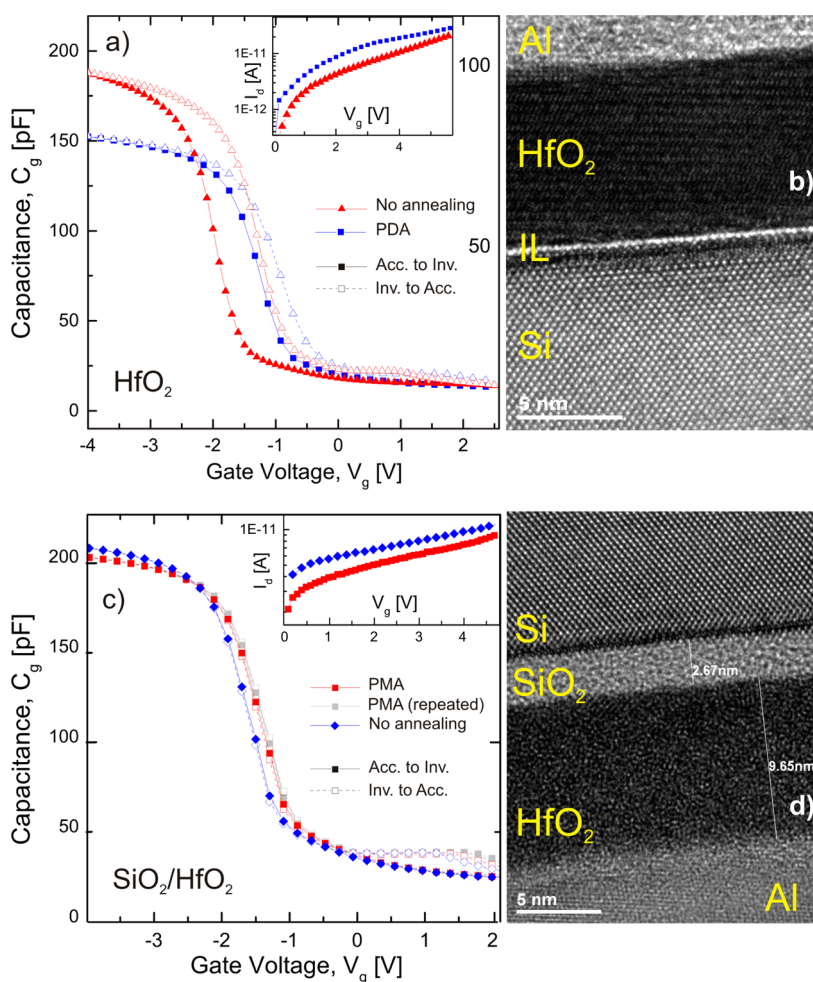 a)
200
150
100
50
0
Capacitance, C_g [pF]
-4 -3 -2 -1 0 1 2
Gate Voltage, V_g [V]
HfO₂
1E-11
1E-12
I_d [A]
V_g [V]
0 2 4
100
50
No annealing
PDA
Acc. to Inv.
Inv. to Acc.
Al
HfO₂
b)
IL
Si
5 nm
c)
200
150
100
50
0
Capacitance, C_g [pF]
-3 -2 -1 0 1 2
Gate Voltage, V_g [V]
SiO₂/HfO₂
1E-11
I_d [A]
V_g [V]
0 1 2 3 4
PMA
PMA (repeated)
No annealing
Acc. to Inv.
Inv. to Acc.
Si
2.67nm
SiO₂
9.65nm
d)
HfO₂
5 nm
Al